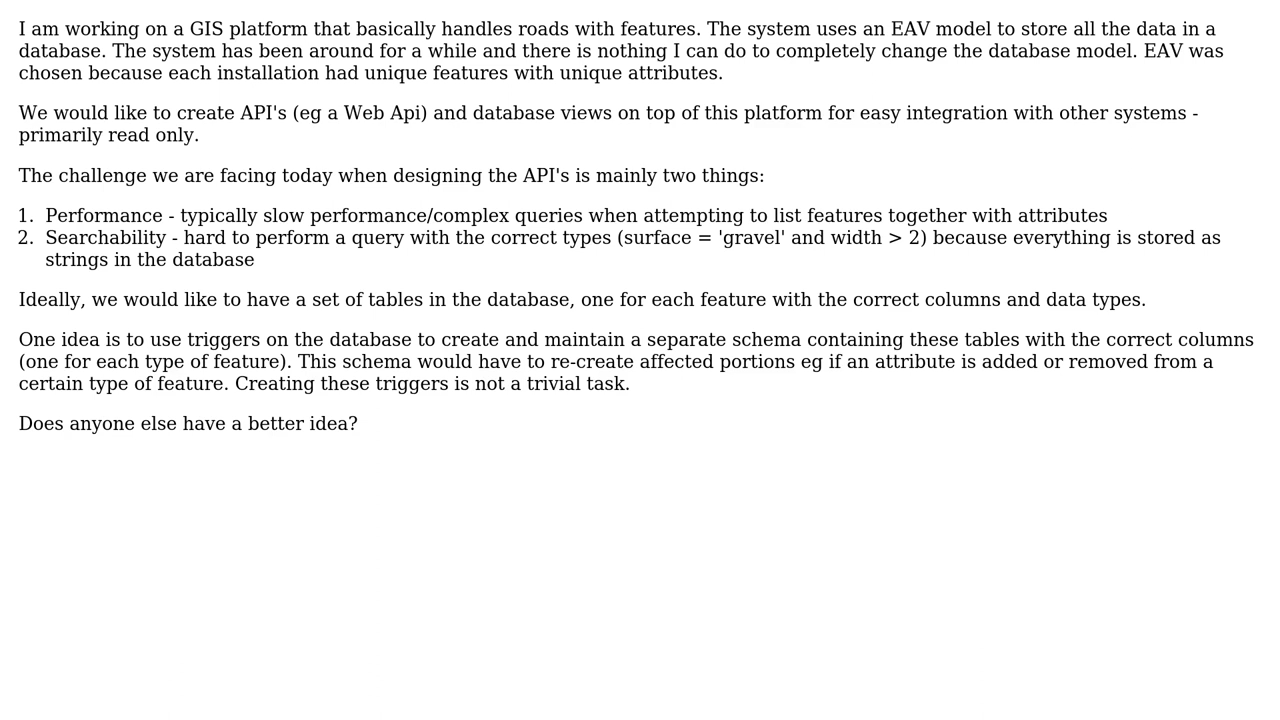 I am working on a GIS platform that basically handles roads with features. The system uses an EAV model to store all the data in a
database. The system has been around for a while and there is nothing I can do to completely change the database model. EAV was
chosen because each installation had unique features with unique attributes.
We would like to create API's (eg a Web Api) and database views on top of this platform for easy integration with other systems -
primarily read only.
The challenge we are facing today when designing the API's is mainly two things:
1. Performance - typically slow performance/complex queries when attempting to list features together with attributes
2. Searchability - hard to perform a query with the correct types (surface = 'gravel' and width > 2) because everything is stored as
strings in the database
Ideally, we would like to have a set of tables in the database, one for each feature with the correct columns and data types.
One idea is to use triggers on the database to create and maintain a separate schema containing these tables with the correct columns
(one for each type of feature). This schema would have to re-create affected portions eg if an attribute is added or removed from a
certain type of feature. Creating these triggers is not a trivial task.
Does anyone else have a better idea?